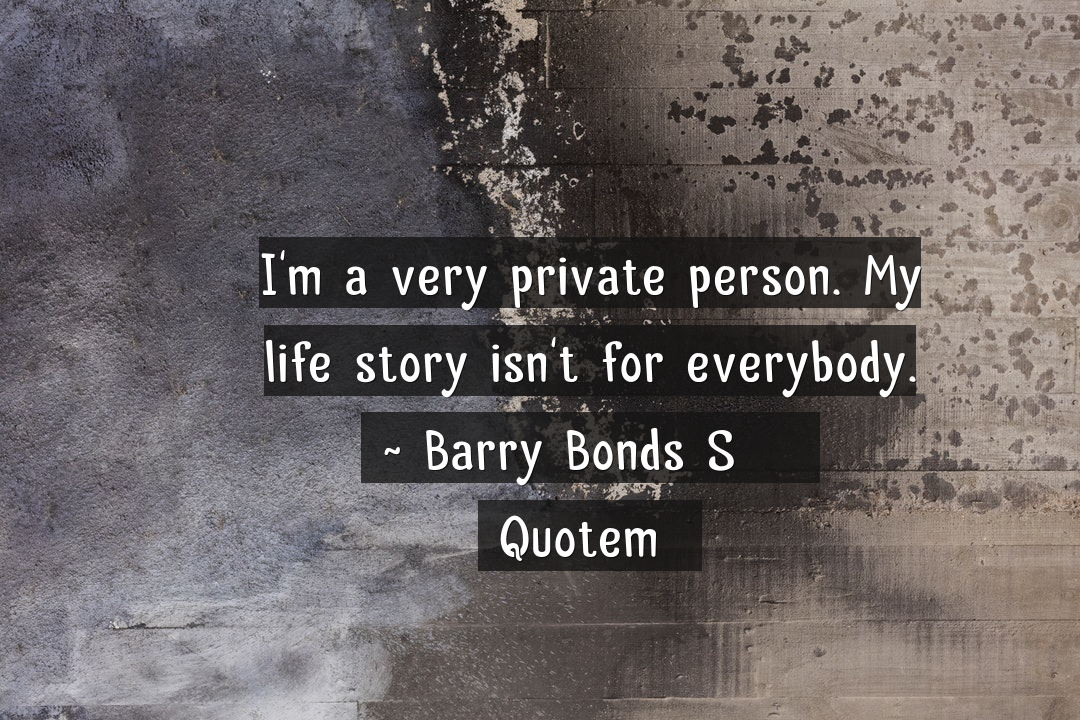 I'm a very private person. My
life story isn't for everybody.
~ Barry Bonds S
Quotem